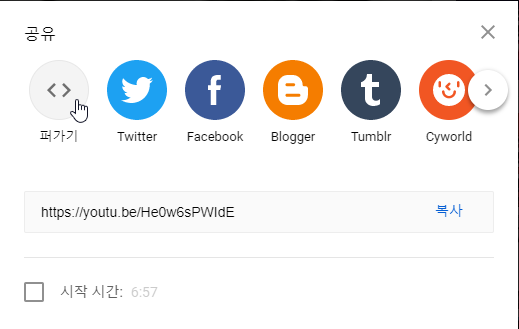 공유
퍼가기
Twitter
Facebook
Blogger
Tumblr
Cyworld
https://youtu.be/He0w6sPWIdE
복사
시작 시간: 6:57